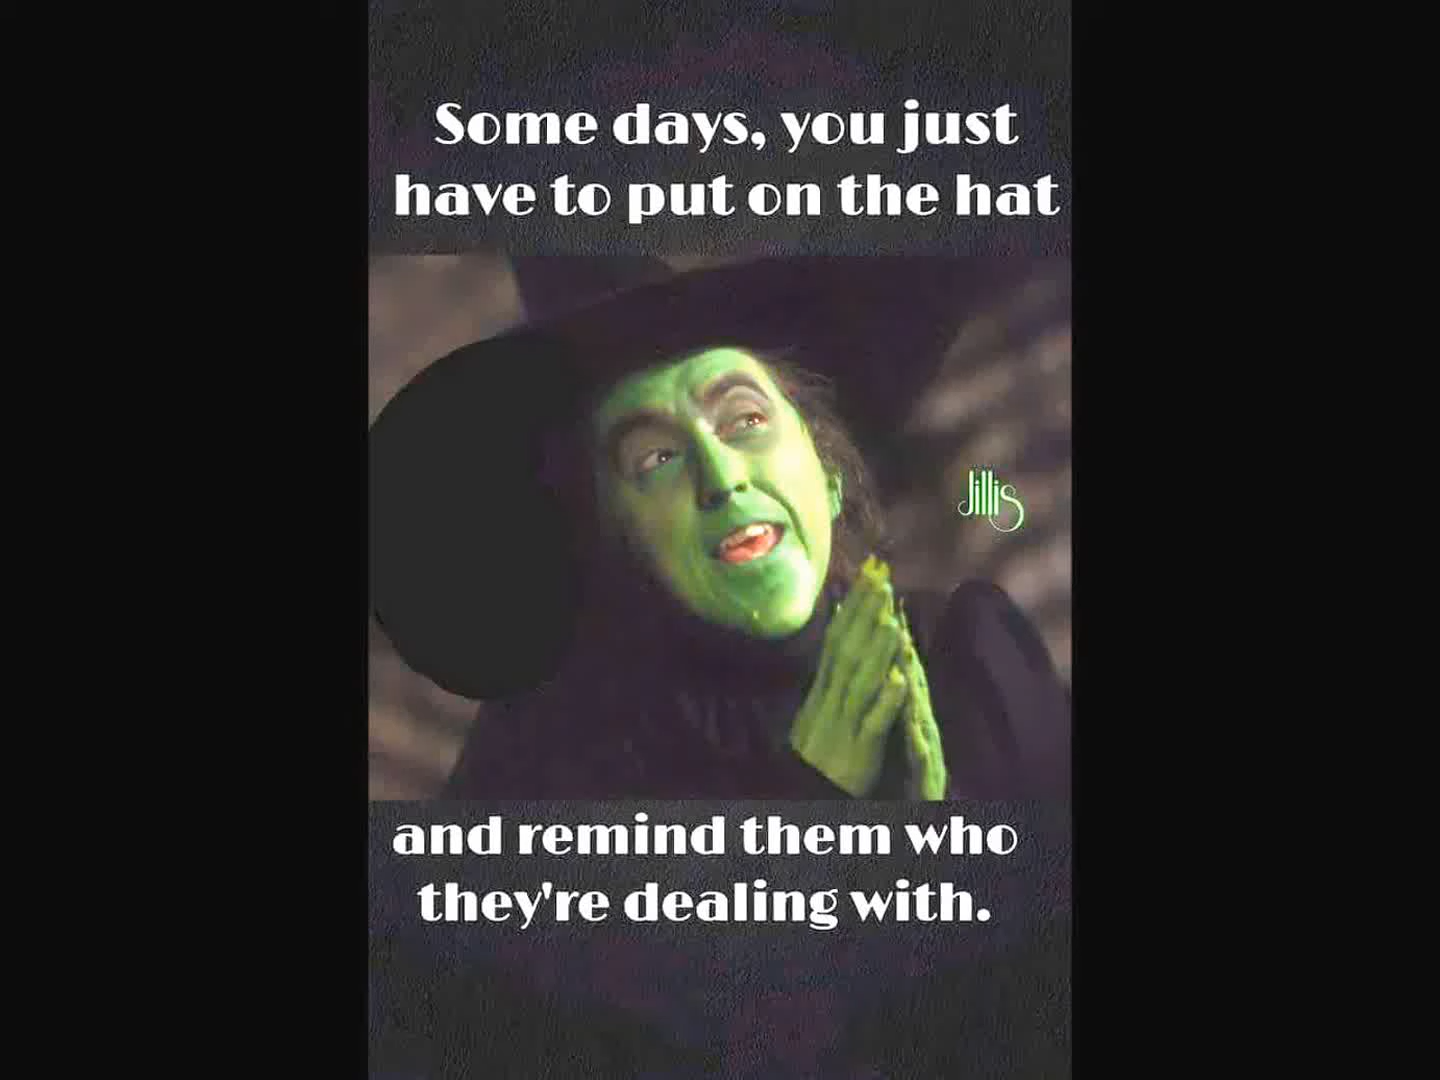 Some days, you just
have to put on the hat
Jillis
and remind them who
they're dealing with.